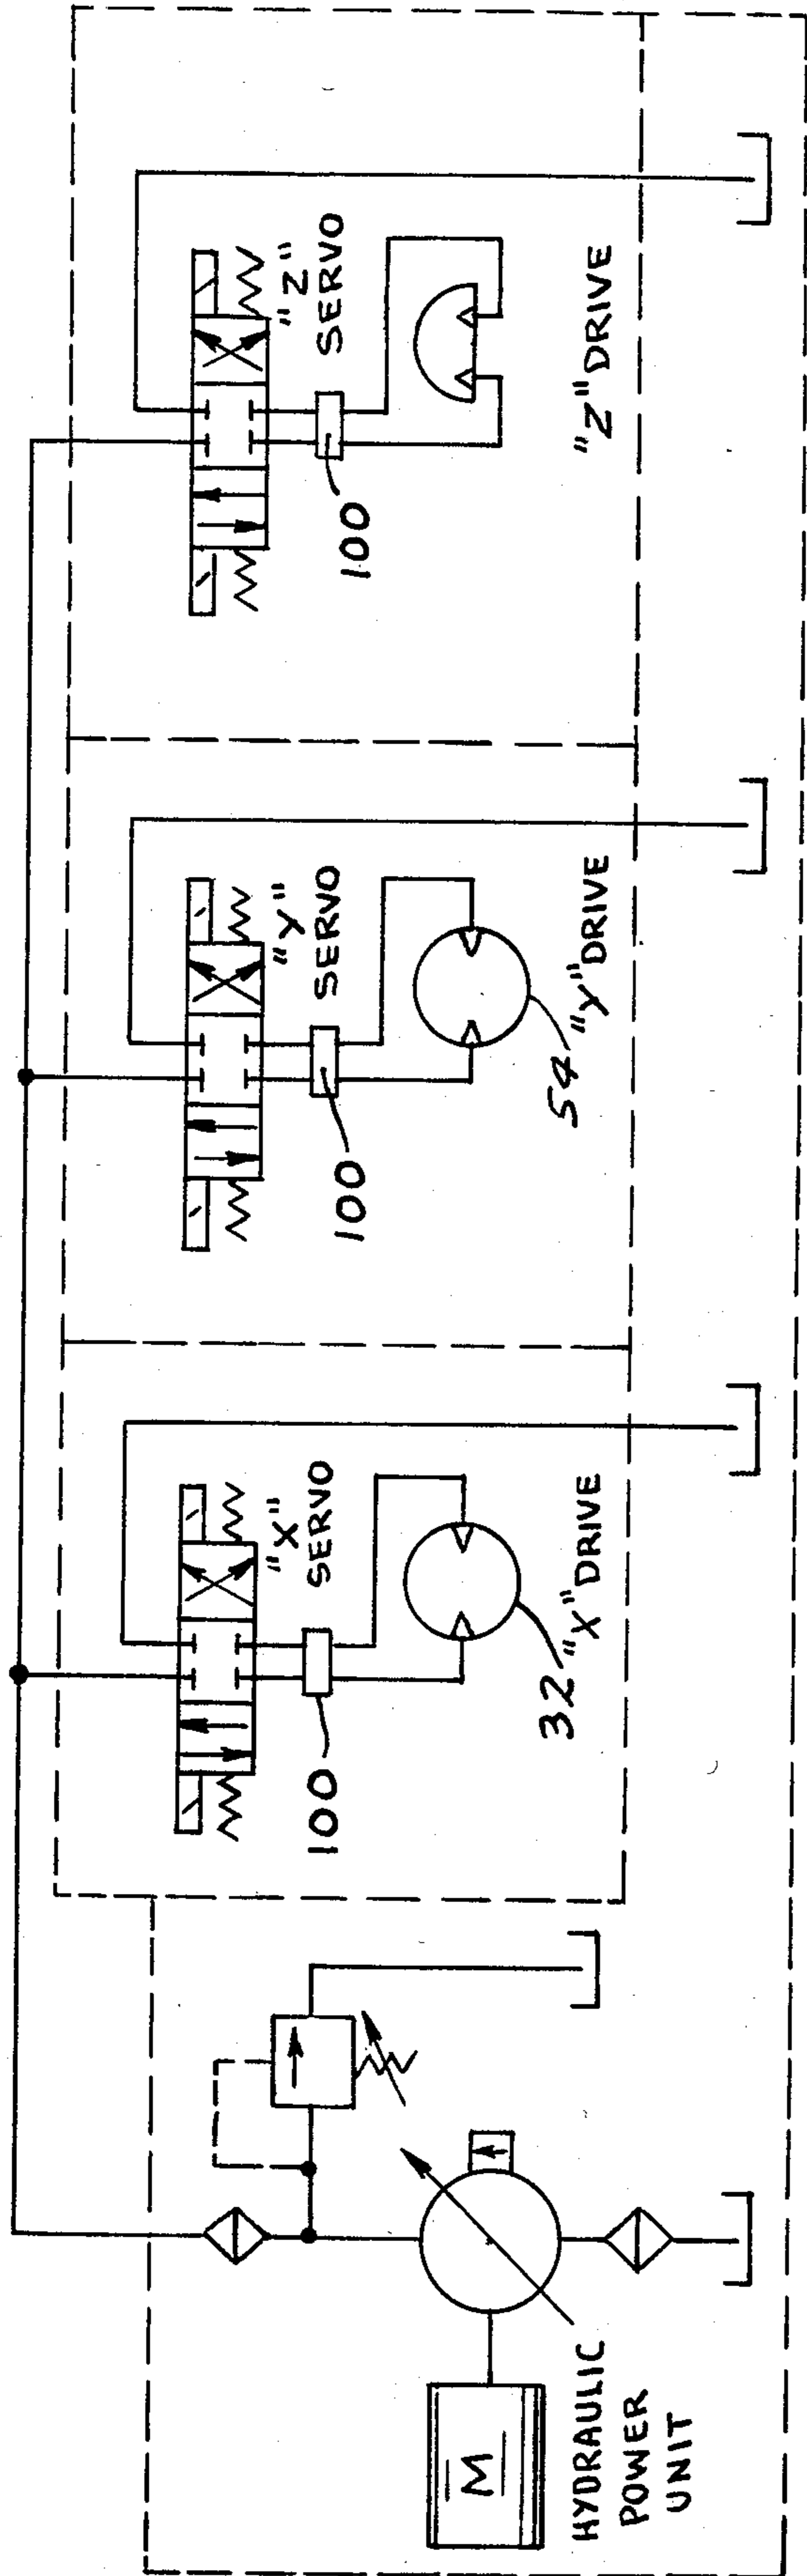 M
HYDRAULIC
POWER
UNIT
100
"X"
SERVO
32
"X" DRIVE
100
"Y"
SERVO
54
"Y" DRIVE
100
"Z"
SERVO
"Z" DRIVE